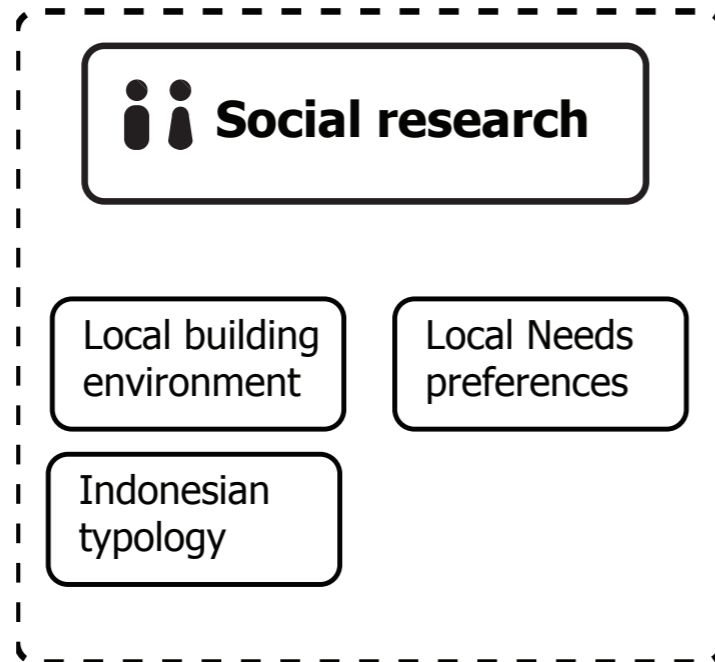 Social research
Local building
environment
Local Needs
preferences
Indonesian
typology